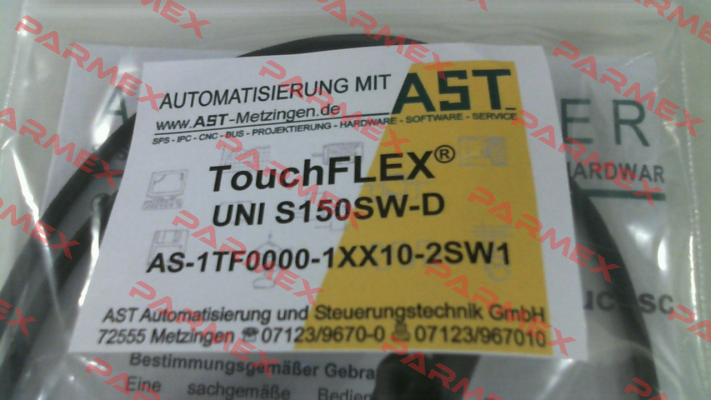 AUTOMATISIERUNG MIT AST
www.AST-Metzingen.de
SPS - IPC - CNC - BUS - PROJEKTIERUNG - HARDWARE - SOFTWARE - SERVICE
TouchFLEX®
UNI S150SW-D
AS-1TF0000-1XX10-2SW1
AST Automatisierung und Steuerungstechnik GmbH
72555 Metzingen ☎07123/9670-0 07123/967010
Bestimmungsgemäßer Gebra
Eine sachgemäße Bedien
ER
HARDWAR
PARMEX